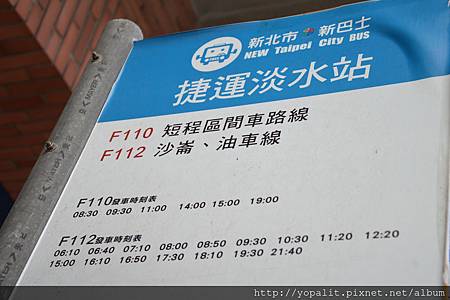 新北市 新巴士
NEW Taipei City BUS
捷運淡水站
F110 短程區間車路線
F112 沙崙、油車線
F110發車時刻表
08:30 09:30 11:00 14:00 15:00 19:00
F112發車時刻表
06:10 06:40 07:10 08:00 08:50 09:30 10:30 11:20 12:20
15:00 16:10 16:50 17:30 18:10 19:30 21:40
http://yopalit.pixnet.net/album